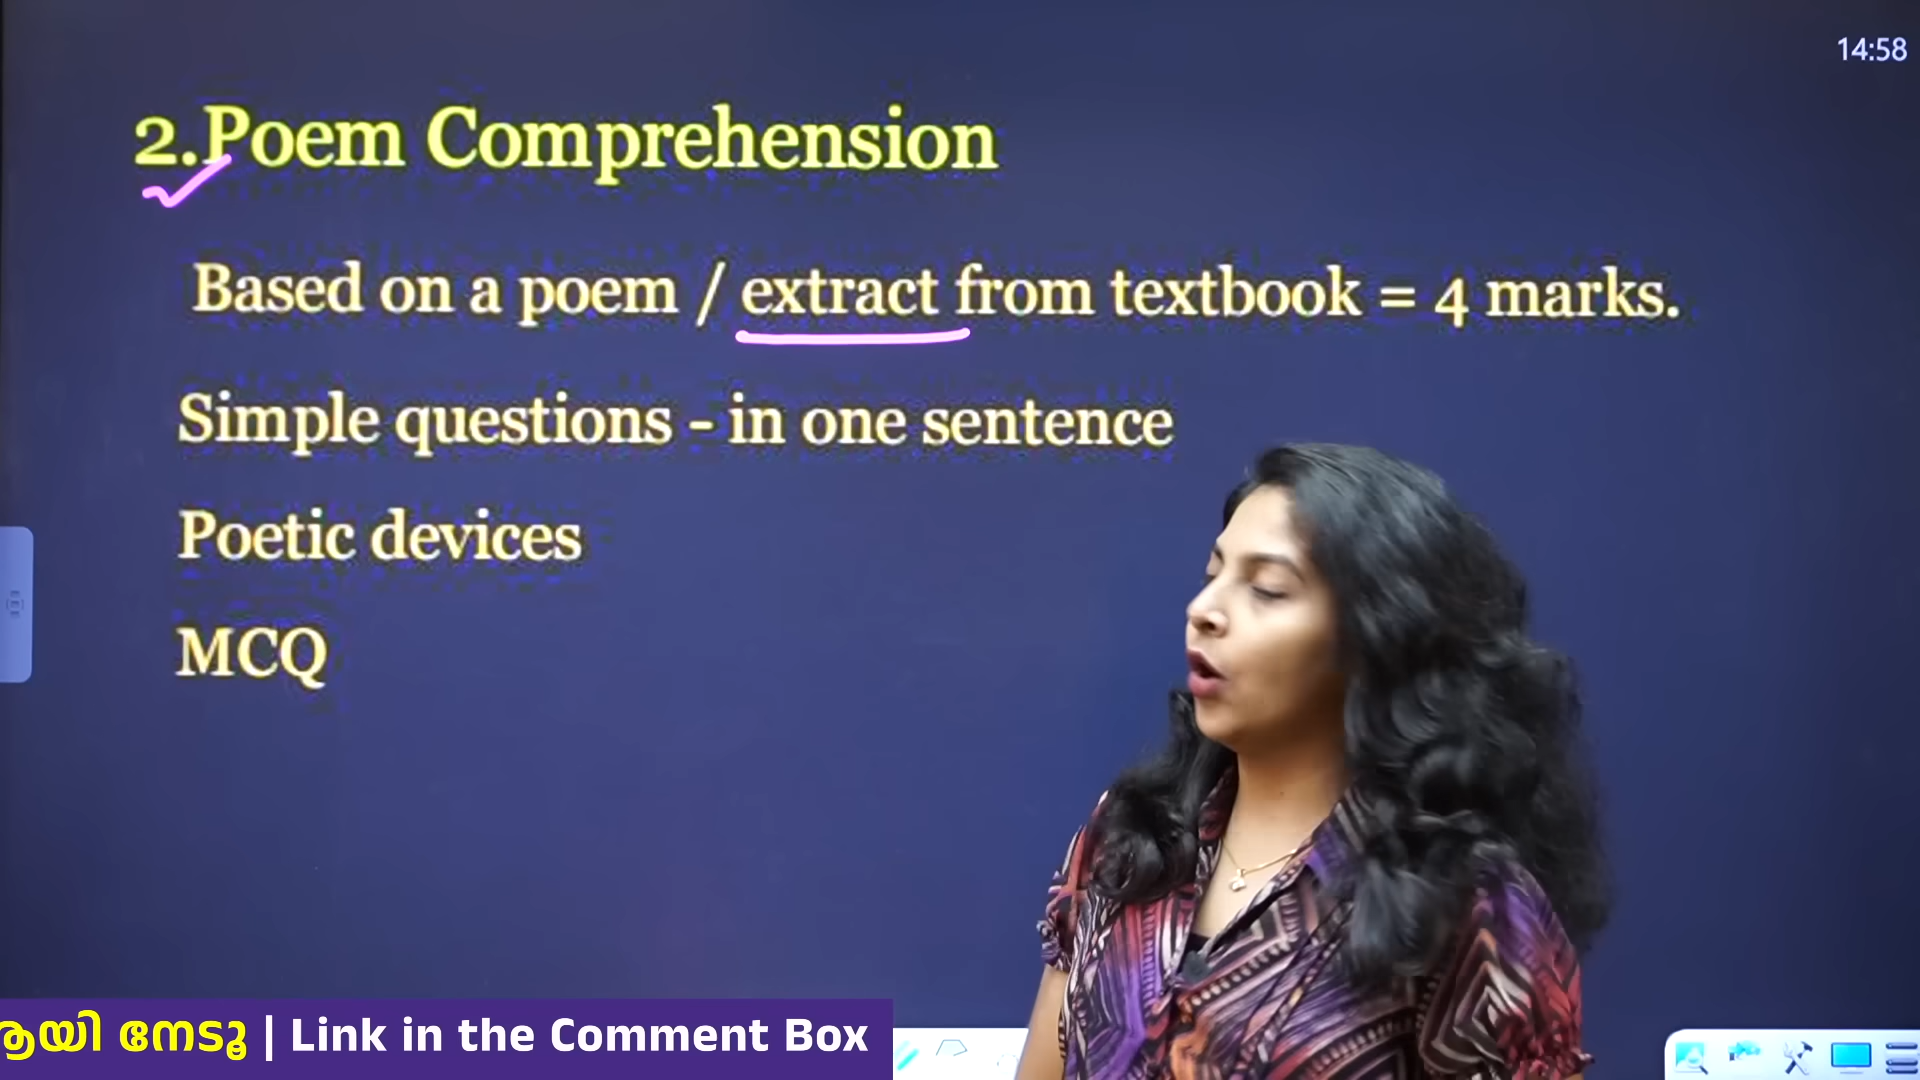 14:58
2.Poem Comprehension
Based on a poem / extract from textbook = 4 marks.
Simple questions - in one sentence
Poetic devices
MCQ
ആയി നേടൂ | Link in the Comment Box